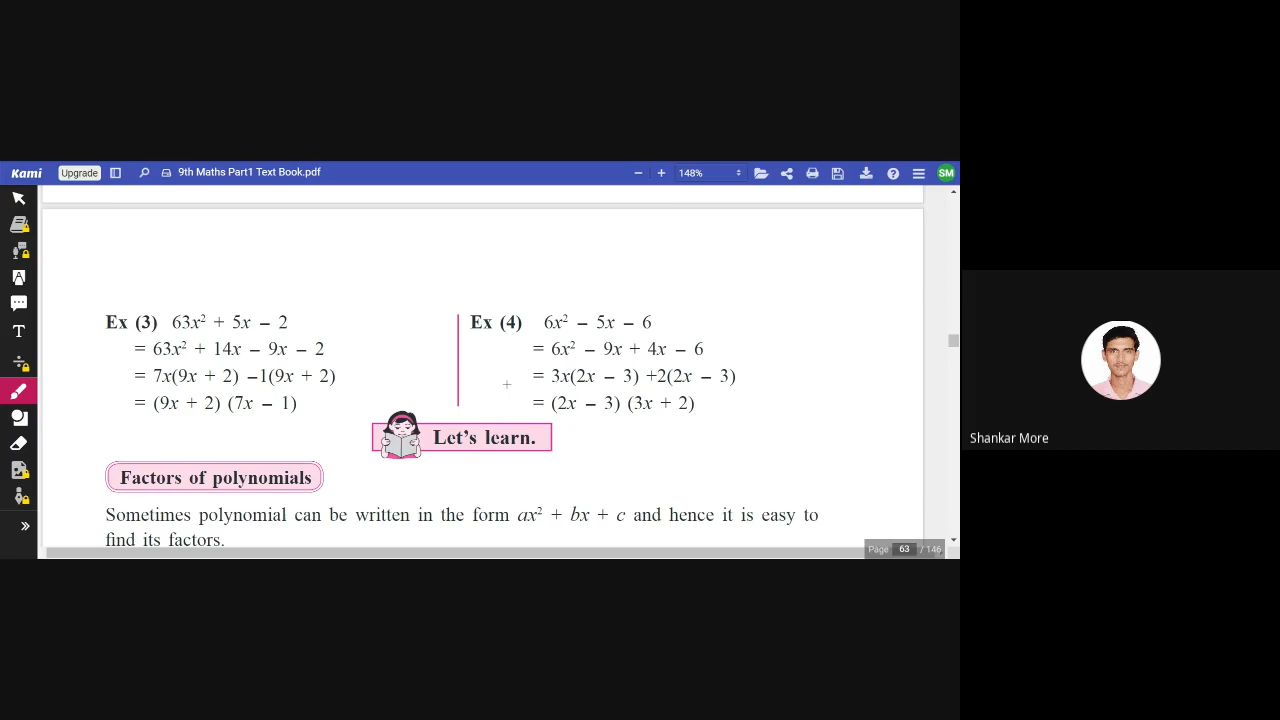 Kami Upgrade 9th Maths Part1 Text Book.pdf 148% SM
Ex (3) 63x² + 5x − 2
= 63x² + 14x − 9x − 2
= 7x(9x + 2) −1(9x + 2)
= (9x + 2) (7x − 1)
Ex (4) 6x² − 5x − 6
= 6x² − 9x + 4x − 6
= 3x(2x − 3) +2(2x − 3)
= (2x − 3) (3x + 2)
Let's learn.
Factors of polynomials
Sometimes polynomial can be written in the form ax² + bx + c and hence it is easy to
find its factors.
Page 63 / 146
Shankar More